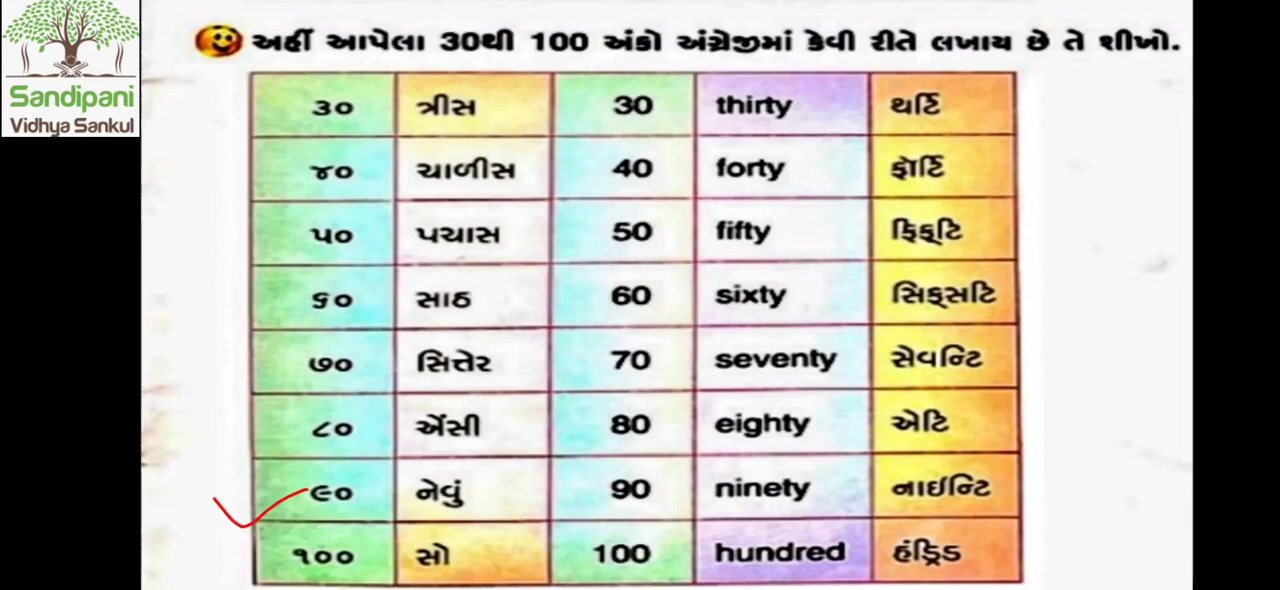 Sandipani
Vidhya Sankul
અહીં આપેલા 30થી 100 અંકો અંગ્રેજીમાં કેવી રીતે લખાય છે તે શીખો.
૩૦ ત્રીસ 30 thirty થર્ટિ
૪૦ ચાળીસ 40 forty ફોર્ટિ
૫૦ પચાસ 50 fifty ફિફ્ટિ
૬૦ સાઠ 60 sixty સિક્સટિ
૭૦ સિત્તેર 70 seventy સેવન્ટિ
૮૦ એંસી 80 eighty એટિ
૯૦ નેવું 90 ninety નાઇન્ટિ
૧૦૦ સો 100 hundred હંડ્રિડ